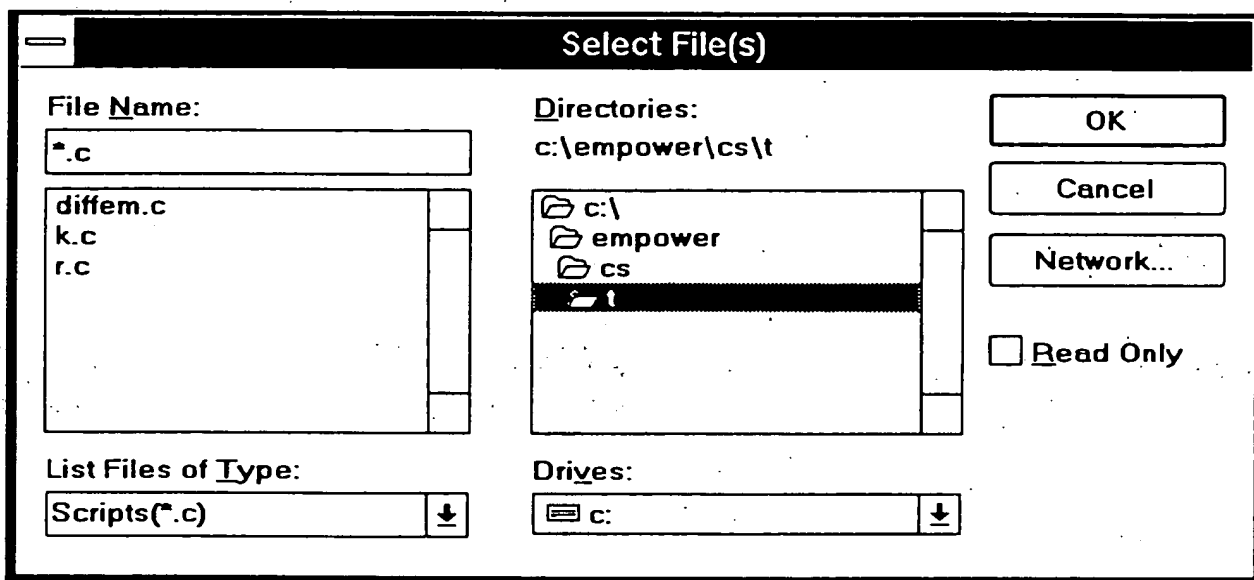 Select File(s)
File Name:
*.c
diffem.c
k.c
r.c
List Files of Type:
Scripts(*.c)
Directories:
c:\empower\cs\t
c:\
empower
cs
t
Drives:
c:
OK
Cancel
Network...
Read Only